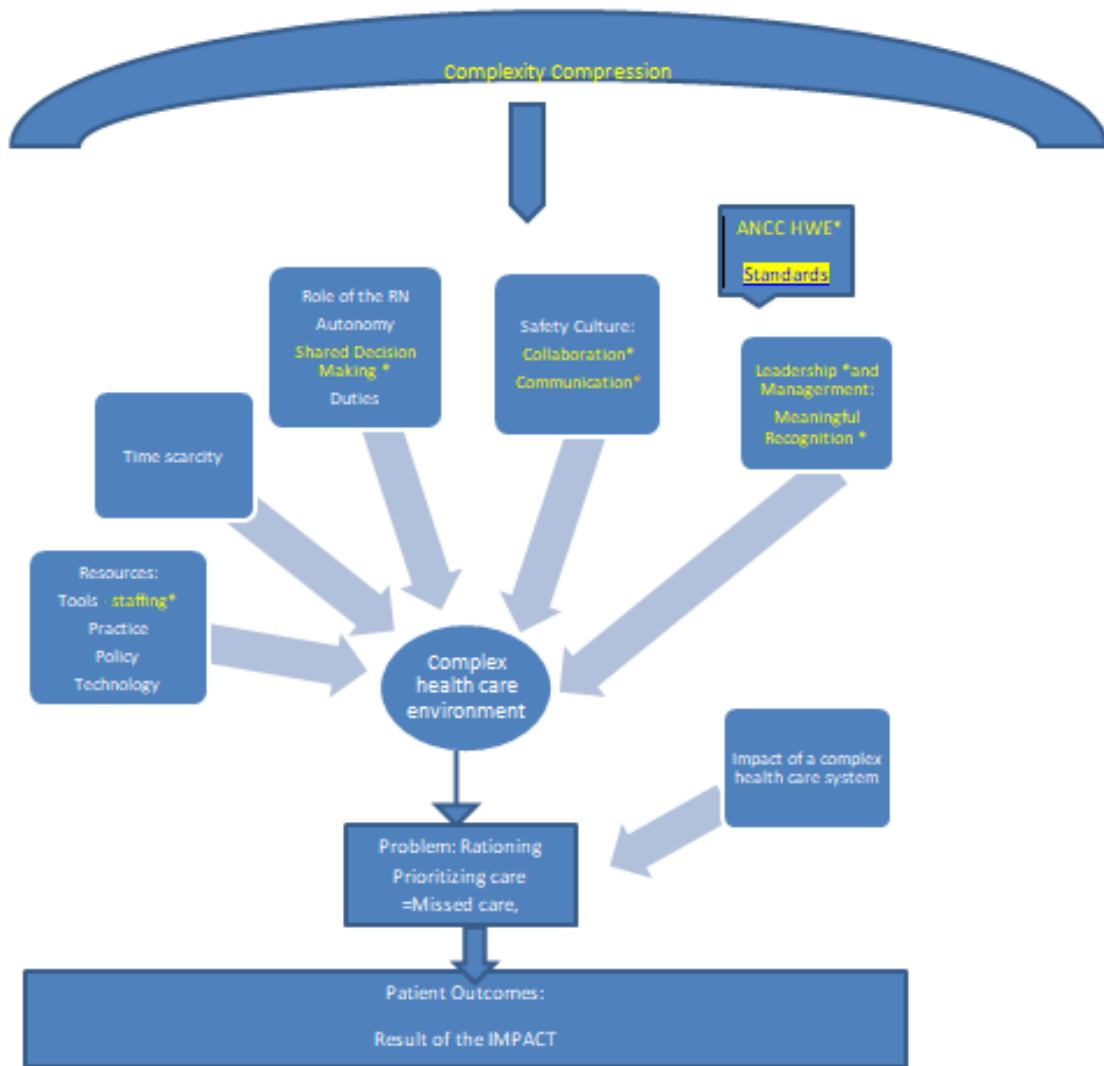 Complexity Compression
ANCC HWE*
Standards
Role of the RN
Autonomy
Shared Decision
Making *
Duties
Safety Culture:
Collaboration*
Communication*
Leadership *and
Managerment:
Meaningful
Recognition *
Time scarcity
Resources:
Tools - staffing*
Practice
Policy
Technology
Complex
health care
environment
Impact of a complex
health care system
Problem: Rationing
Prioritizing care
=Missed care,
Patient Outcomes:
Result of the IMPACT